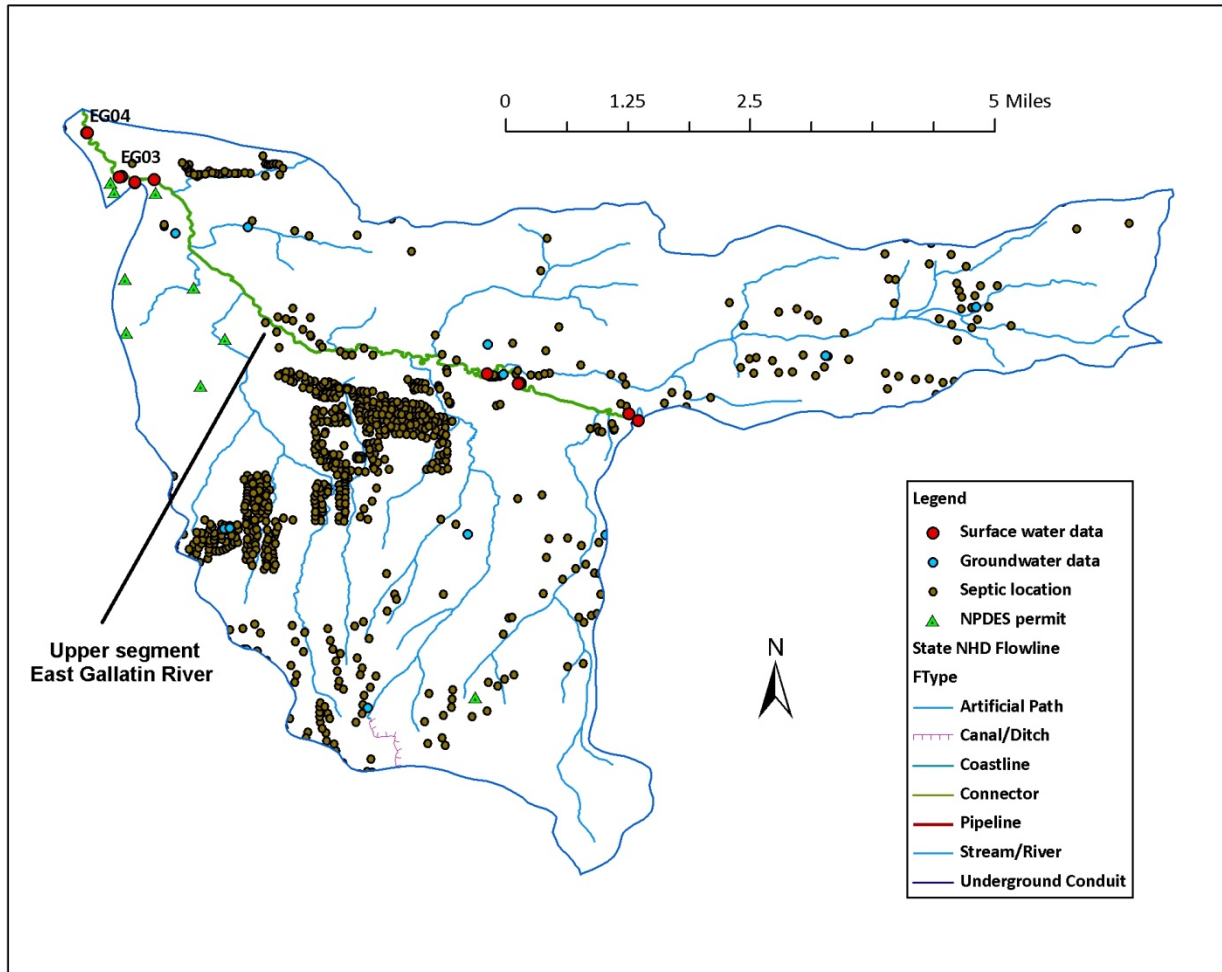 EG04
EG03
0 1.25 2.5 5 Miles
Upper segment
East Gallatin River
N
Legend
Surface water data
Groundwater data
Septic location
NPDES permit
State NHD Flowline
FType
Artificial Path
Canal/Ditch
Coastline
Connector
Pipeline
Stream/River
Underground Conduit